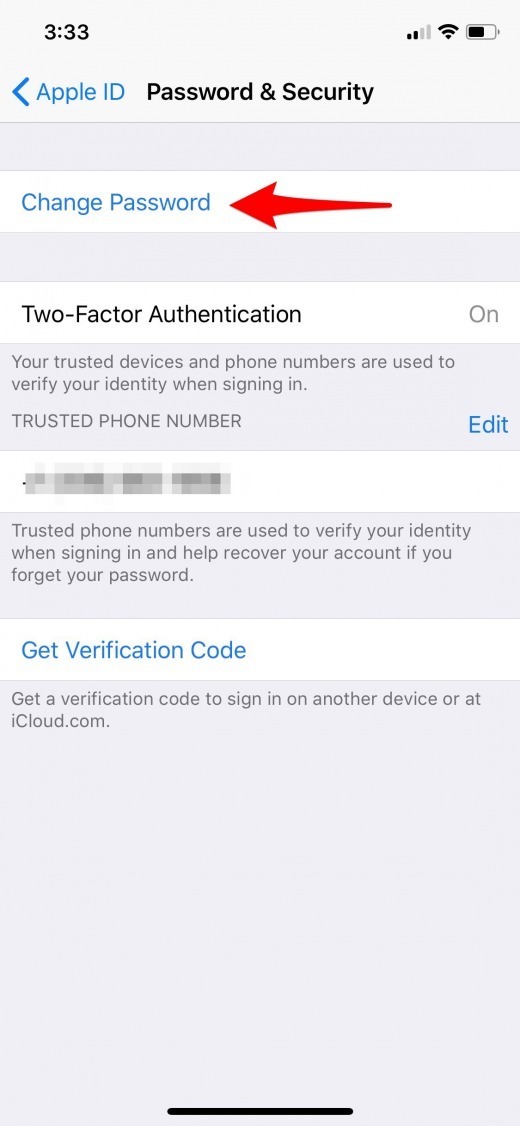 3:33
Apple ID Password & Security
Change Password
Two-Factor Authentication On
Your trusted devices and phone numbers are used to
verify your identity when signing in.
TRUSTED PHONE NUMBER Edit
Trusted phone numbers are used to verify your identity
when signing in and help recover your account if you
forget your password.
Get Verification Code
Get a verification code to sign in on another device or at
iCloud.com.